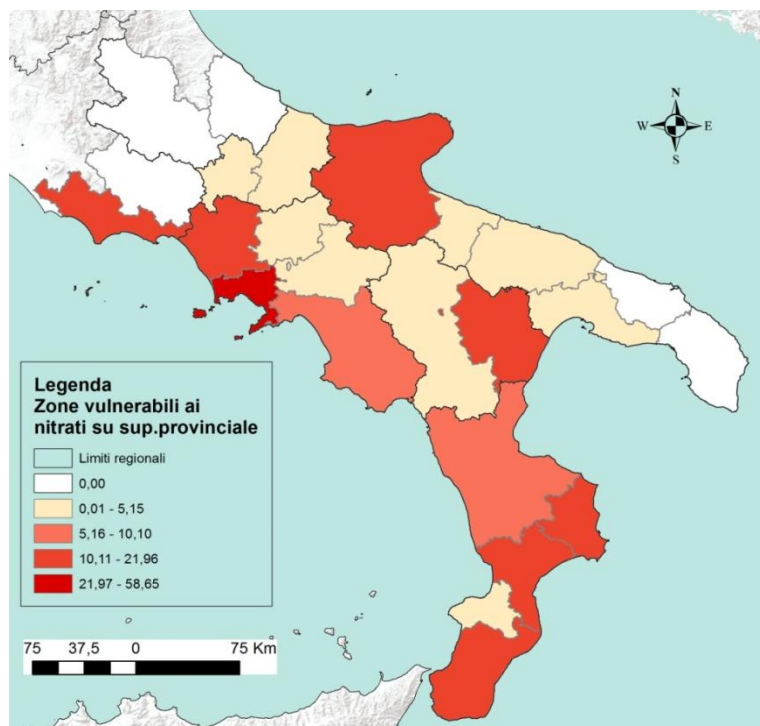 N
W E
S
Legenda
Zone vulnerabili ai
nitrati su sup.provinciale
Limiti regionali
0,00
0,01 - 5,15
5,16 - 10,10
10,11 - 21,96
21,97 - 58,65
75 37,5 0 75 Km